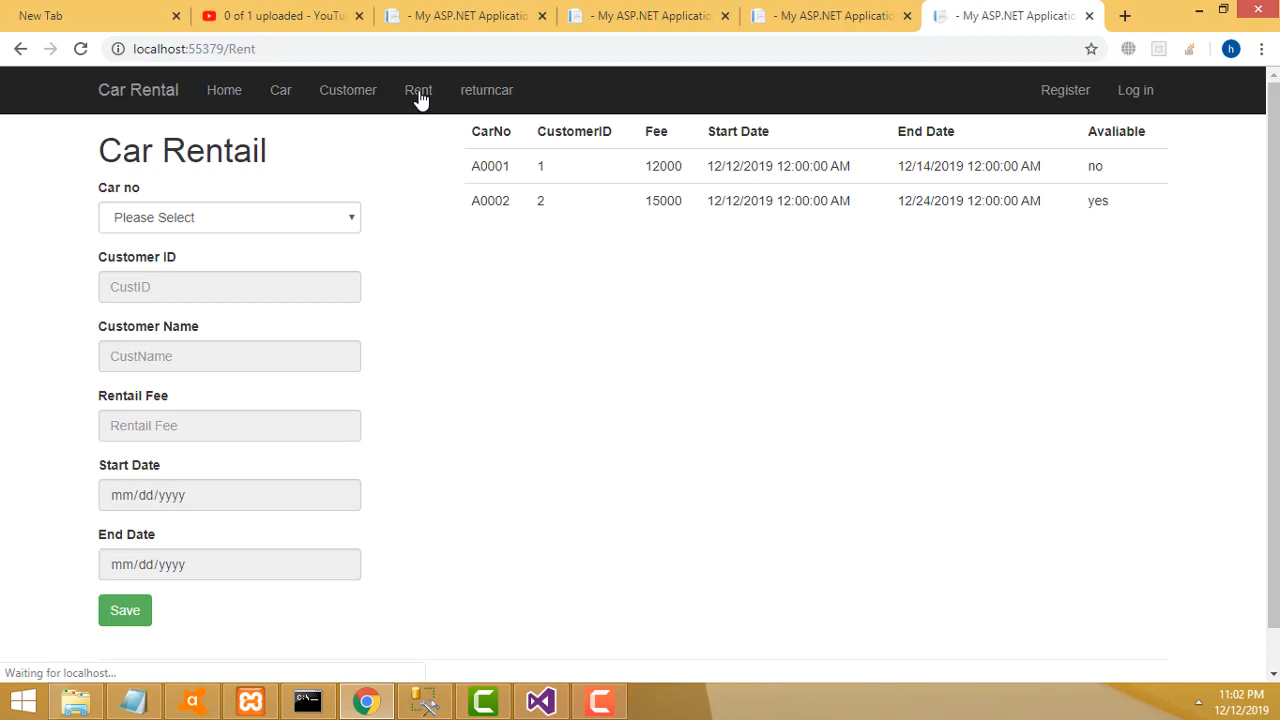 New Tab
0 of 1 uploaded - YouTu
- My ASP.NET Applicatio
- My ASP.NET Applicatio
- My ASP.NET Applicatio
- My ASP.NET Applicatio
localhost:55379/Rent
h
Car Rental Home Car Customer Rent returncar Register Log in
Car Rentail
Car no
Please Select
Customer ID
CustID
Customer Name
CustName
Rentail Fee
Rentail Fee
Start Date
mm/dd/yyyy
End Date
mm/dd/yyyy
Save
CarNo CustomerID Fee Start Date End Date Avaliable
A0001 1 12000 12/12/2019 12:00:00 AM 12/14/2019 12:00:00 AM no
A0002 2 15000 12/12/2019 12:00:00 AM 12/24/2019 12:00:00 AM yes
Waiting for localhost...
11:02 PM
12/12/2019